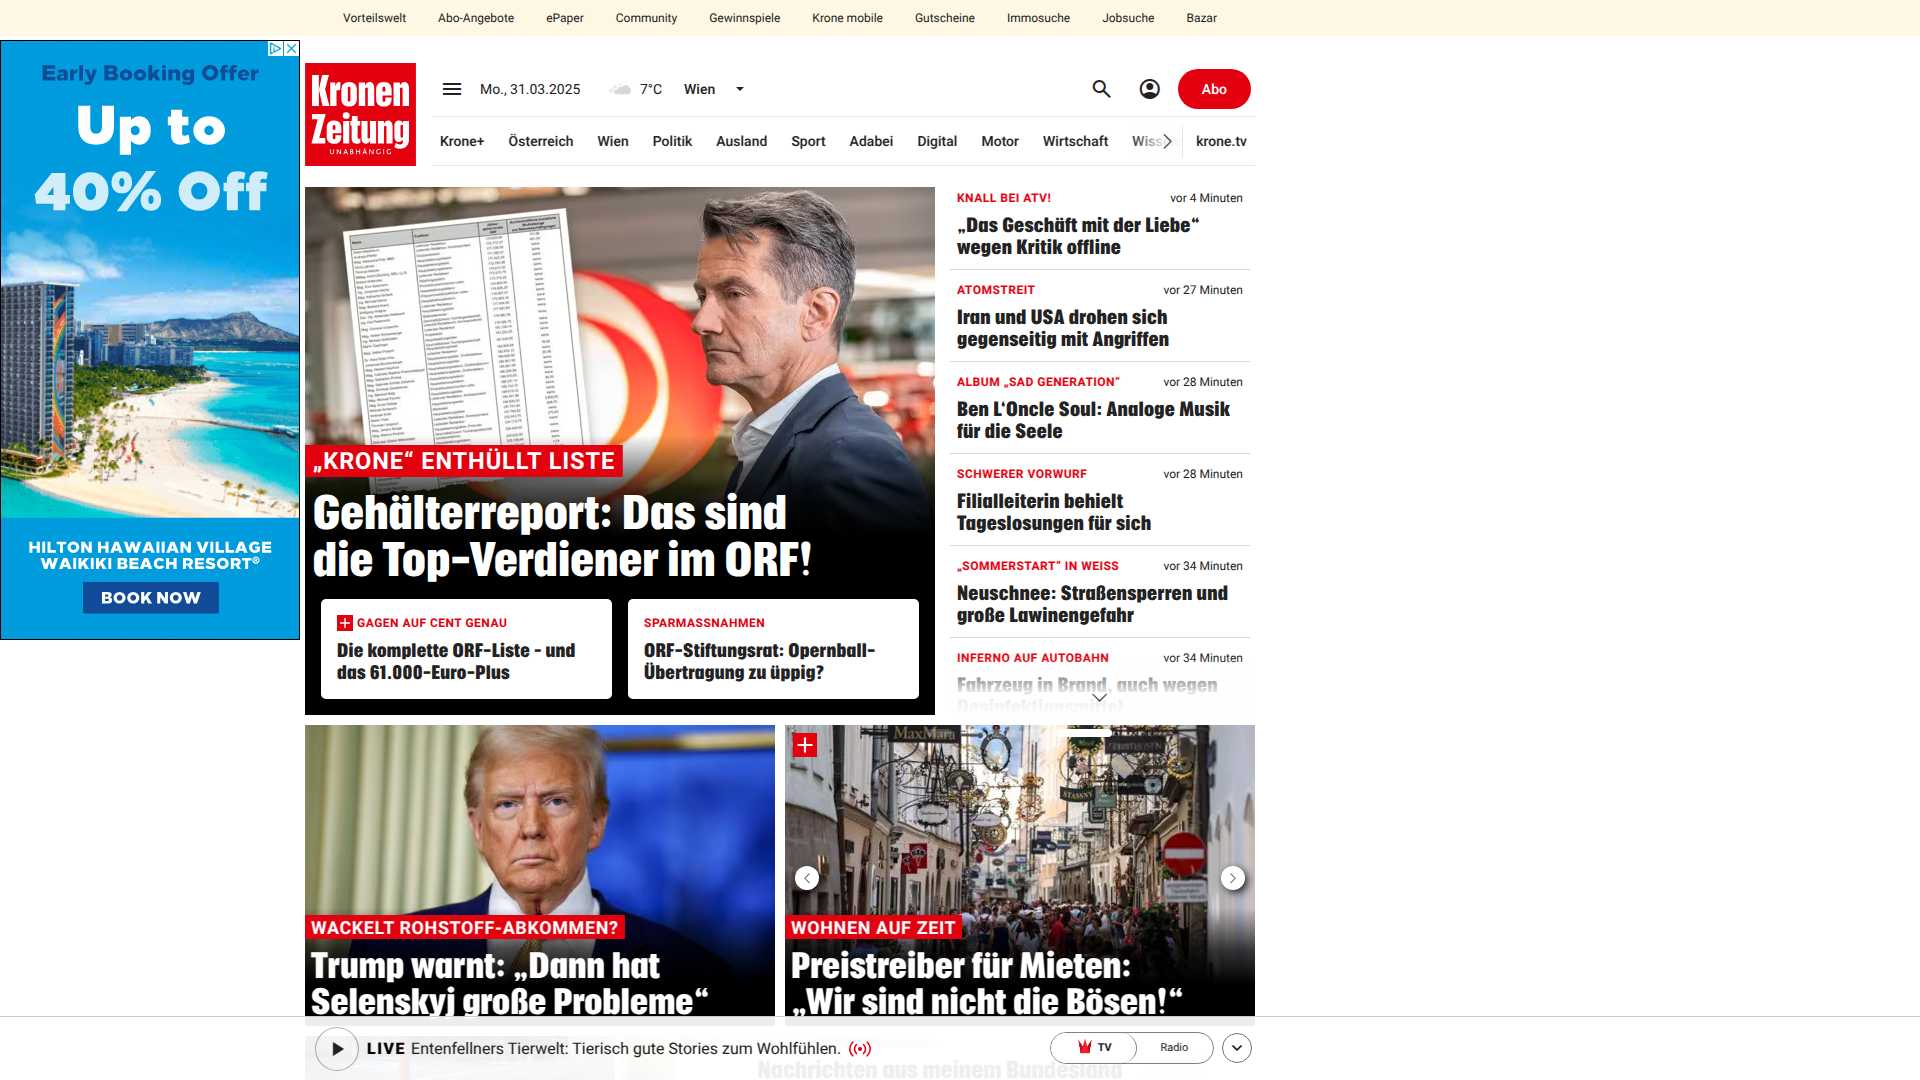 Vorteilswelt Abo-Angebote ePaper Community Gewinnspiele Krone mobile Gutscheine Immosuche Jobsuche Bazar
Early Booking Offer
Up to
40% Off
HILTON HAWAIIAN VILLAGE
WAIKIKI BEACH RESORT®
BOOK NOW
Kronen
Zeitung
UNABHÄNGIG
Mo., 31.03.2025 7°C Wien
Abo
Krone+ Österreich Wien Politik Ausland Sport Adabei Digital Motor Wirtschaft Wiss krone.tv
„KRONE“ ENTHÜLLT LISTE
Gehälterreport: Das sind
die Top-Verdiener im ORF!
GAGEN AUF CENT GENAU
Die komplette ORF-Liste - und
das 61.000-Euro-Plus
SPARMASSNAHMEN
ORF-Stiftungsrat: Opernball-
Übertragung zu üppig?
KNALL BEI ATV! vor 4 Minuten
„Das Geschäft mit der Liebe“
wegen Kritik offline
ATOMSTREIT vor 27 Minuten
Iran und USA drohen sich
gegenseitig mit Angriffen
ALBUM „SAD GENERATION“ vor 28 Minuten
Ben L‘Oncle Soul: Analoge Musik
für die Seele
SCHWERER VORWURF vor 28 Minuten
Filialleiterin behielt
Tageslosungen für sich
„SOMMERSTART“ IN WEISS vor 34 Minuten
Neuschnee: Straßensperren und
große Lawinengefahr
INFERNO AUF AUTOBAHN vor 34 Minuten
Fahrzeug in Brand, auch wegen
Desinfektionsmittel
WACKELT ROHSTOFF-ABKOMMEN?
Trump warnt: „Dann hat
Selenskyj große Probleme“
MaxMara
STASSNY
WOHNEN AUF ZEIT
Preistreiber für Mieten:
„Wir sind nicht die Bösen!“
LIVE Entenfellners Tierwelt: Tierisch gute Stories zum Wohlfühlen.
TV Radio
Nachrichten aus meinem Bundesland